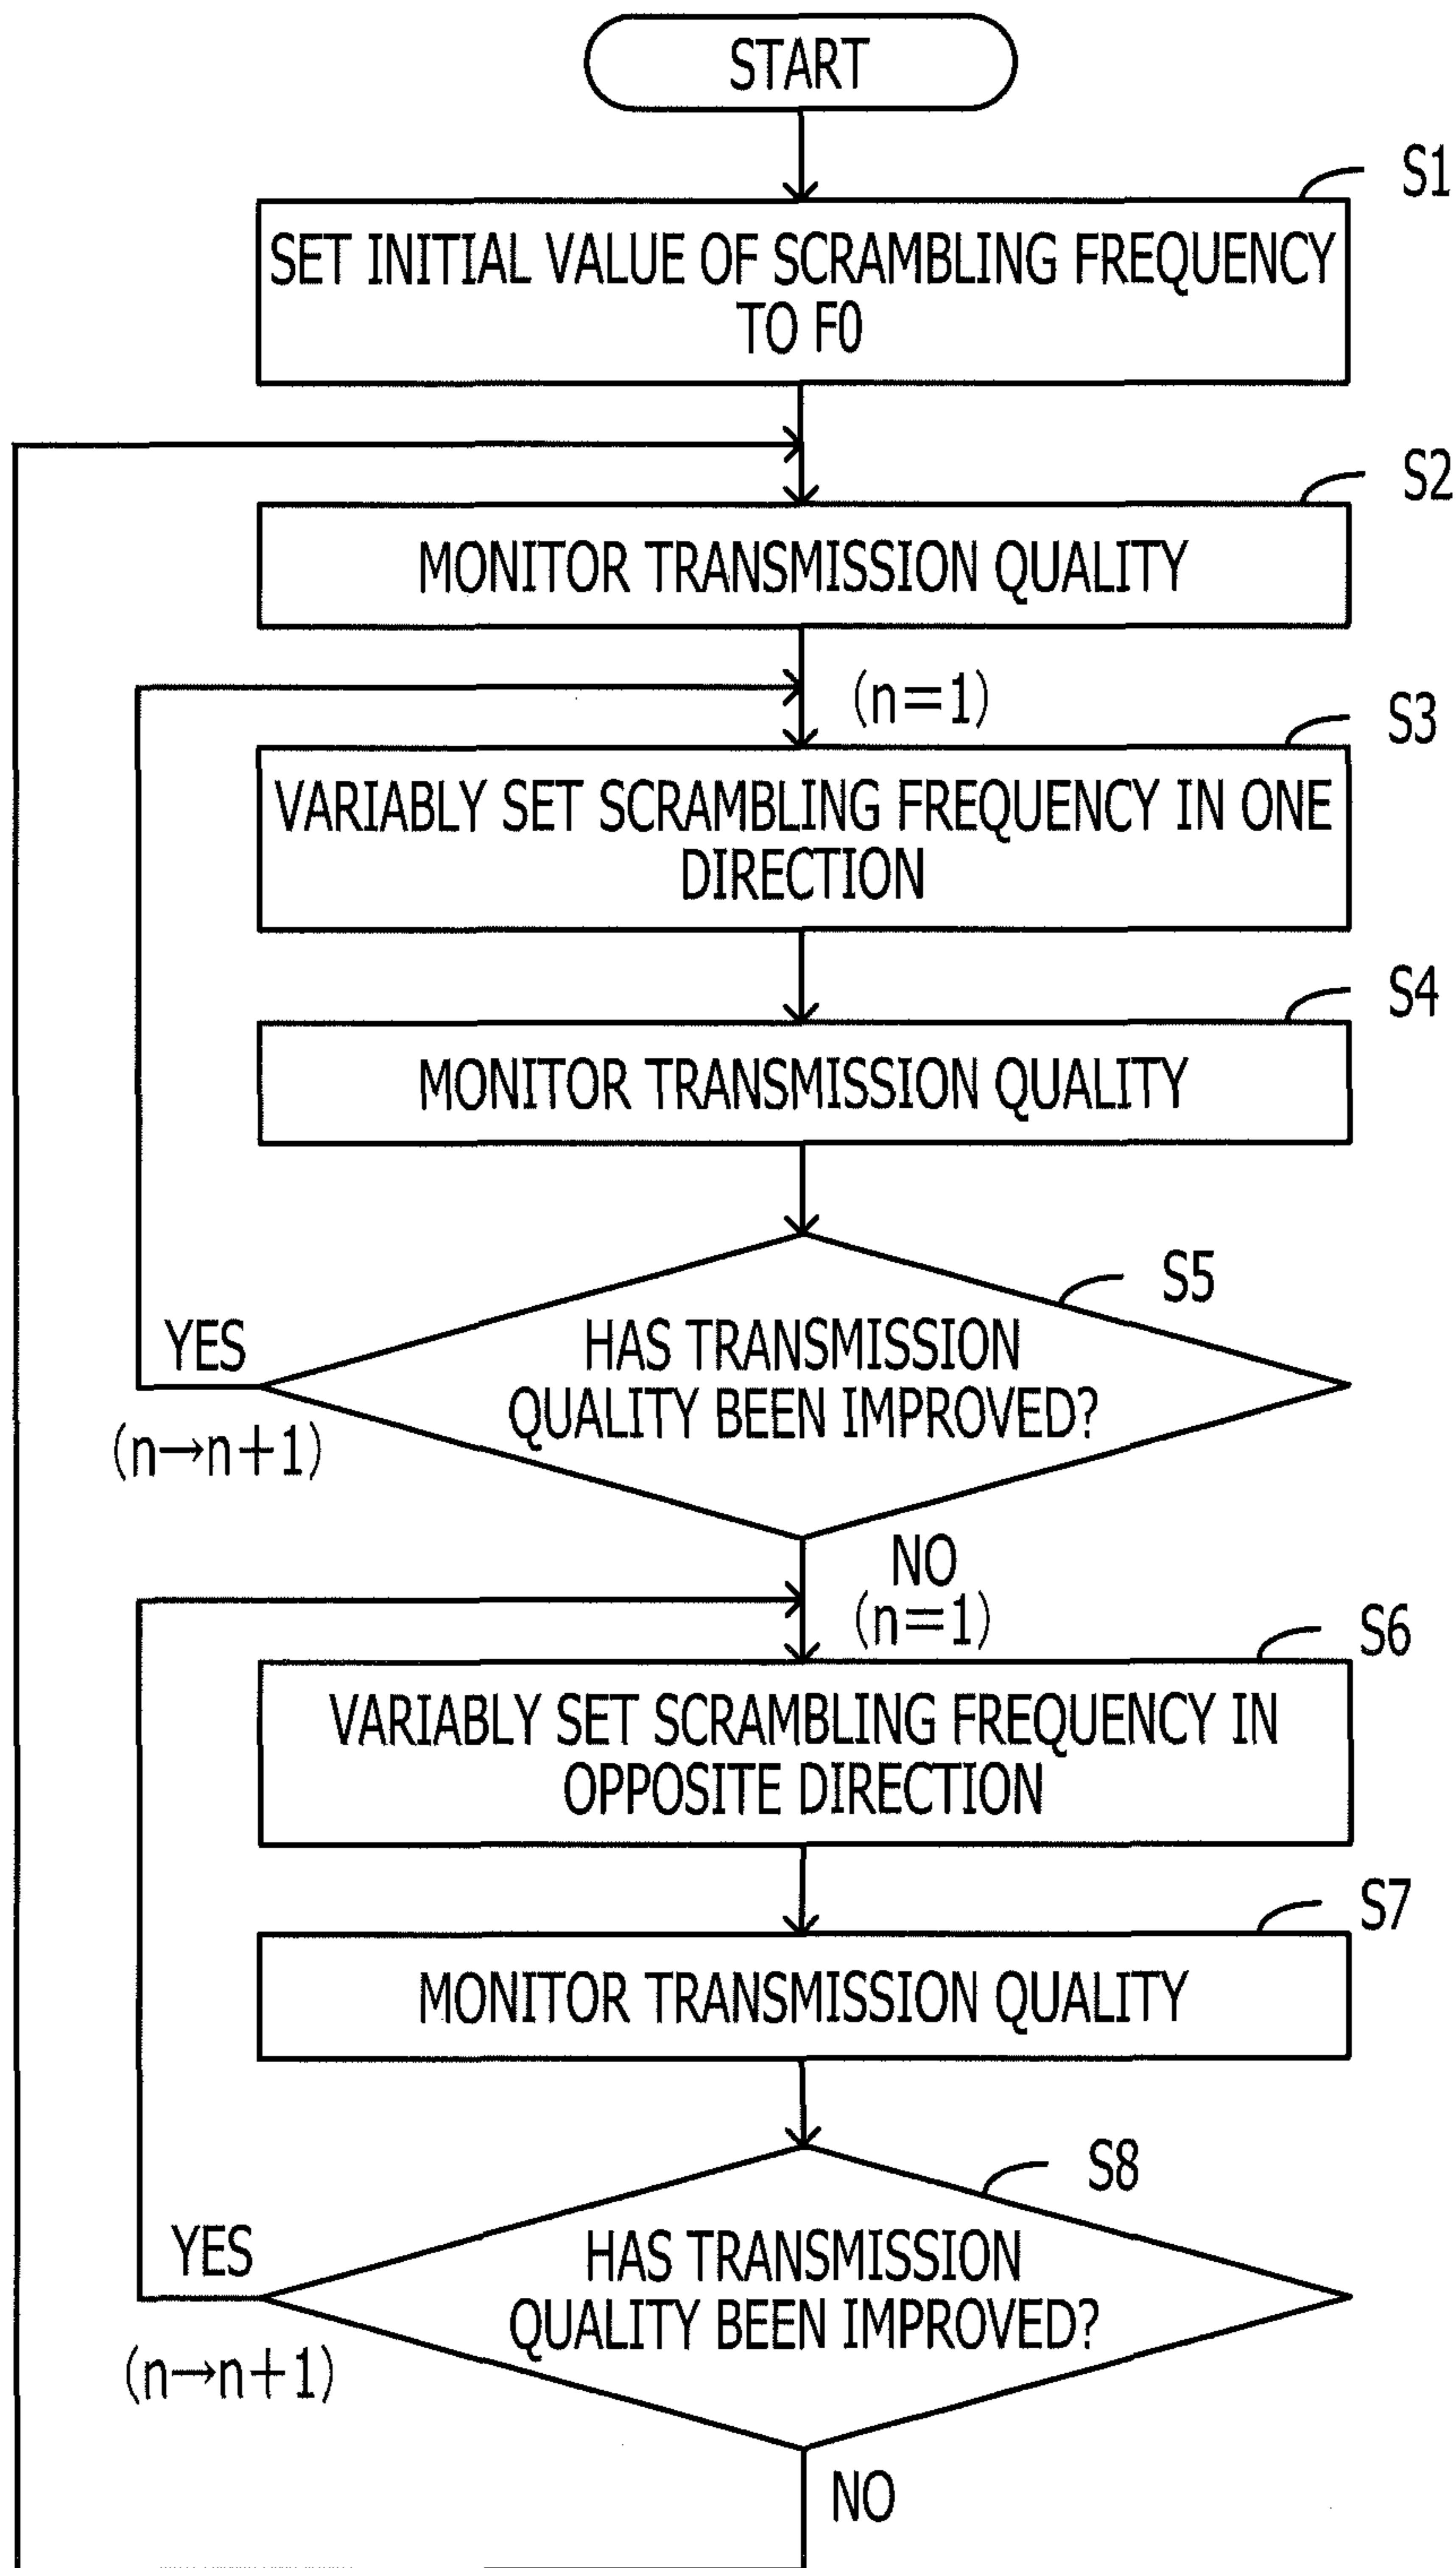 START
S1
SET INITIAL VALUE OF SCRAMBLING FREQUENCY
TO F0
S2
MONITOR TRANSMISSION QUALITY
(n=1)
S3
VARIABLY SET SCRAMBLING FREQUENCY IN ONE
DIRECTION
S4
MONITOR TRANSMISSION QUALITY
S5
HAS TRANSMISSION
QUALITY BEEN IMPROVED?
YES
(n→n+1)
NO
(n=1)
S6
VARIABLY SET SCRAMBLING FREQUENCY IN
OPPOSITE DIRECTION
S7
MONITOR TRANSMISSION QUALITY
S8
HAS TRANSMISSION
QUALITY BEEN IMPROVED?
YES
(n→n+1)
NO